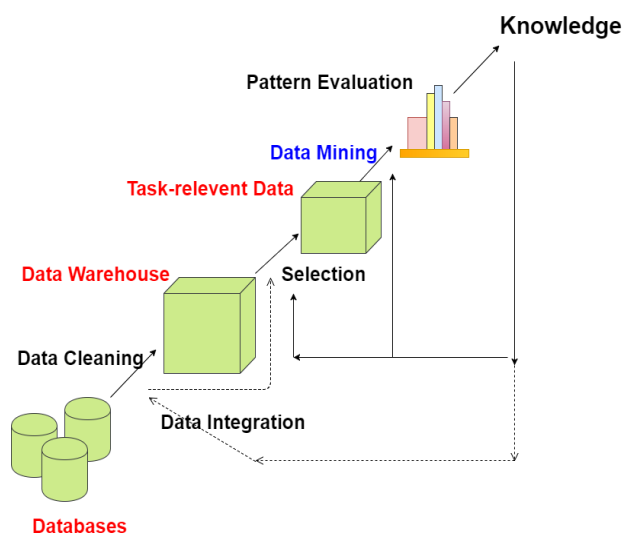 Knowledge
Pattern Evaluation
Data Mining
Task-relevent Data
Data Warehouse
Selection
Data Cleaning
Data Integration
Databases